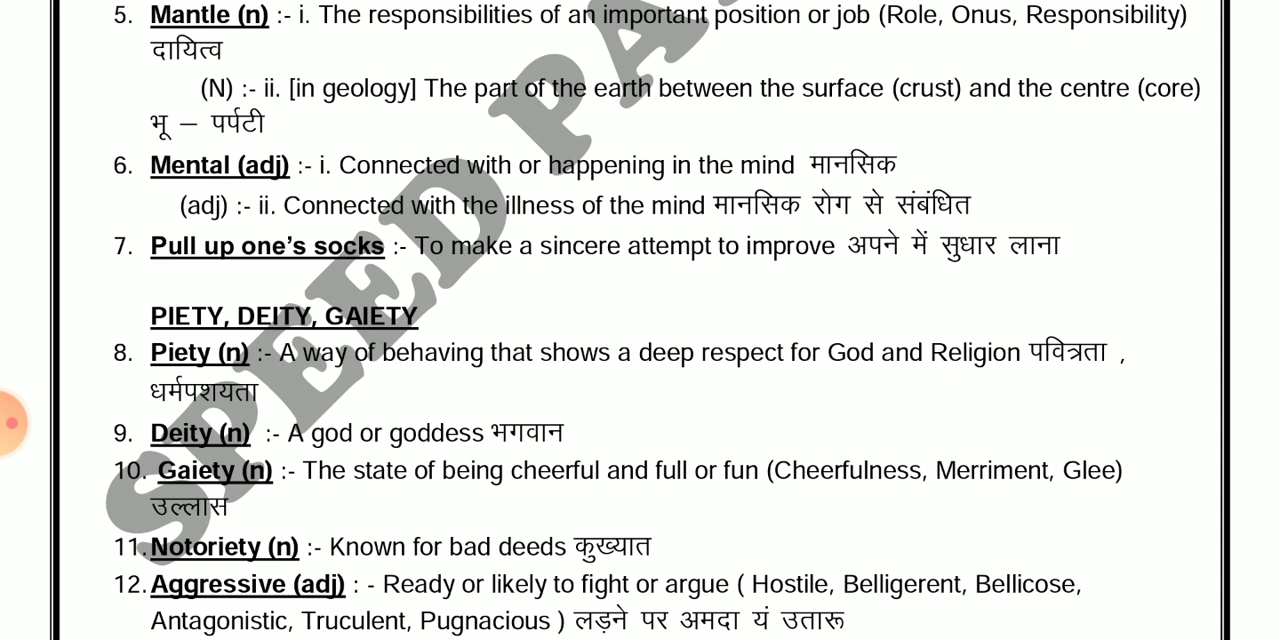 5. Mantle (n) :- i. The responsibilities of an important position or job (Role, Onus, Responsibility)
दायित्व
(N) :- ii. [in geology] The part of the earth between the surface (crust) and the centre (core)
भू – पर्पटी
6. Mental (adj) :- i. Connected with or happening in the mind मानसिक
(adj) :- ii. Connected with the illness of the mind मानसिक रोग से संबंधित
7. Pull up one’s socks :- To make a sincere attempt to improve अपने में सुधार लाना
PIETY, DEITY, GAIETY
8. Piety (n) :- A way of behaving that shows a deep respect for God and Religion पवित्रता ,
धर्मपशयता
9. Deity (n) :- A god or goddess भगवान
10. Gaiety (n) :- The state of being cheerful and full or fun (Cheerfulness, Merriment, Glee)
उल्लास
11. Notoriety (n) :- Known for bad deeds कुख्यात
12. Aggressive (adj) : - Ready or likely to fight or argue ( Hostile, Belligerent, Bellicose,
Antagonistic, Truculent, Pugnacious ) लड़ने पर अमदा यं उतारू
SPEED